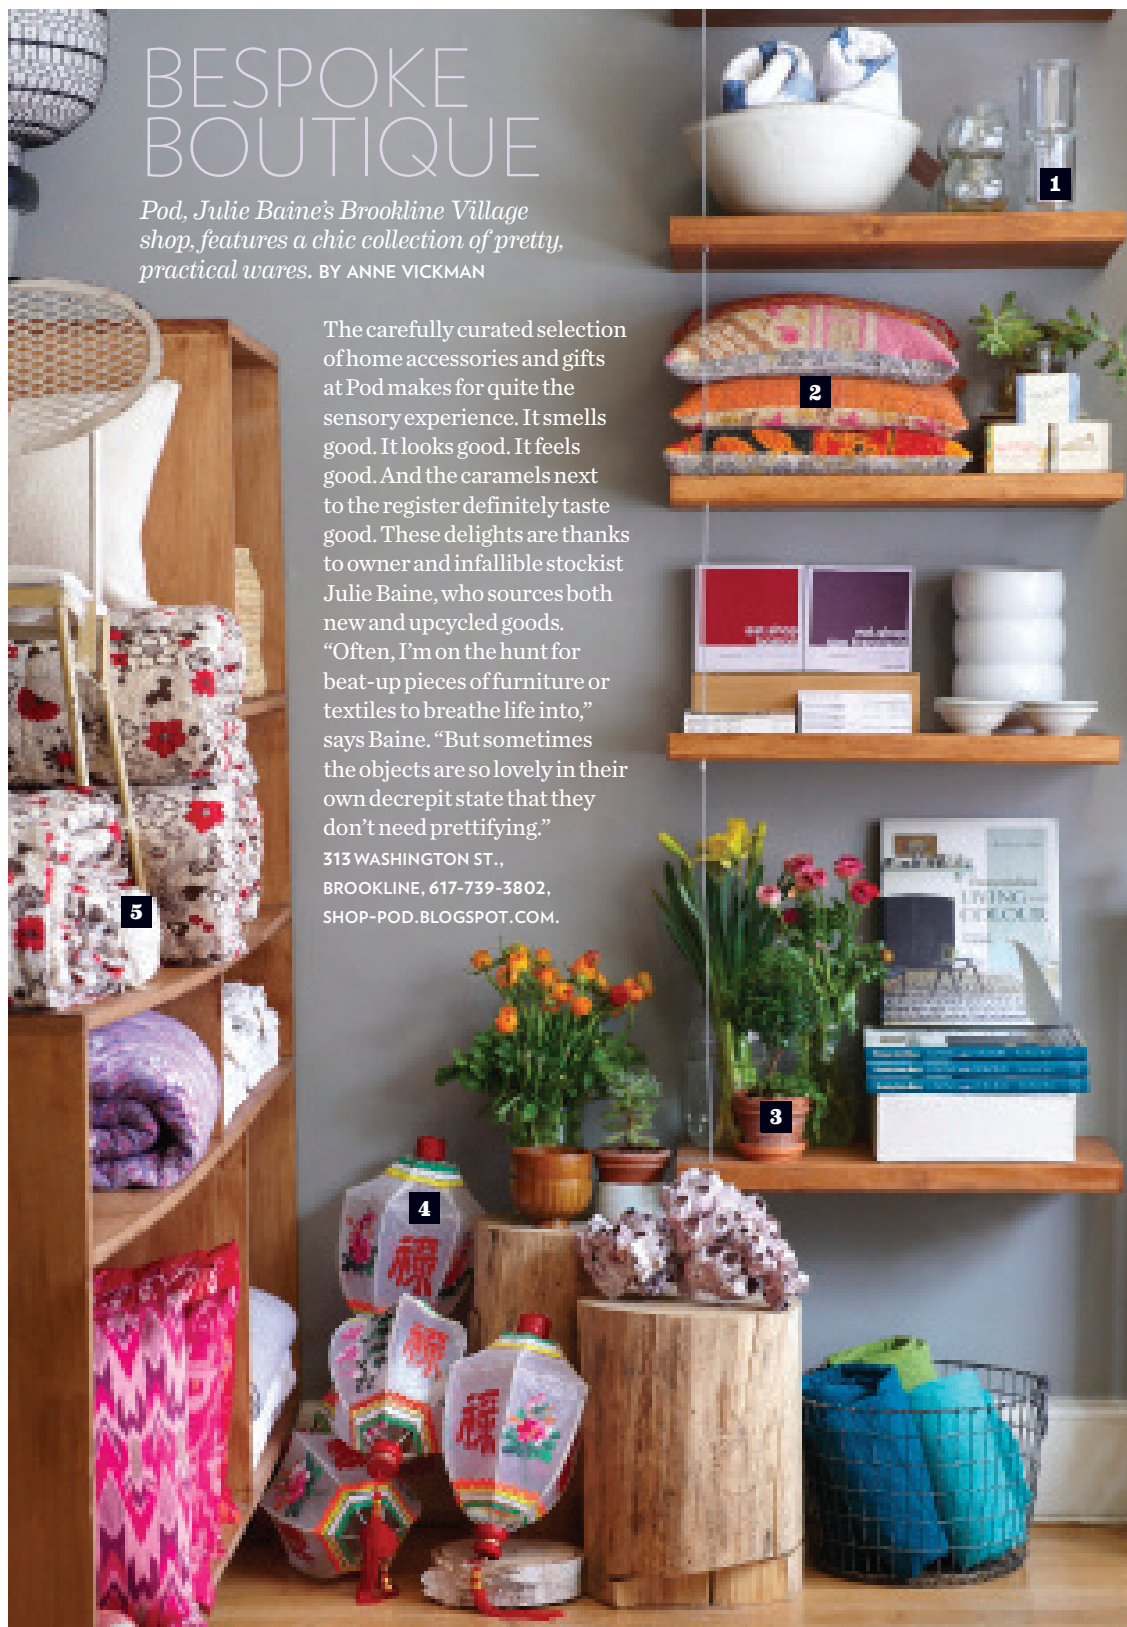 BESPOKE
BOUTIQUE
Pod, Julie Baine’s Brookline Village
shop, features a chic collection of pretty,
practical wares. BY ANNE VICKMAN
The carefully curated selection
of home accessories and gifts
at Pod makes for quite the
sensory experience. It smells
good. It looks good. It feels
good. And the caramels next
to the register definitely taste
good. These delights are thanks
to owner and infallible stockist
Julie Baine, who sources both
new and upcycled goods.
“Often, I’m on the hunt for
beat-up pieces of furniture or
textiles to breathe life into,”
says Baine. “But sometimes
the objects are so lovely in their
own decrepit state that they
don’t need prettifying.”
313 WASHINGTON ST.,
BROOKLINE, 617-739-3802,
SHOP-POD.BLOGSPOT.COM.
1
2
3
4
5
福
福
福
LIVING
COLOUR